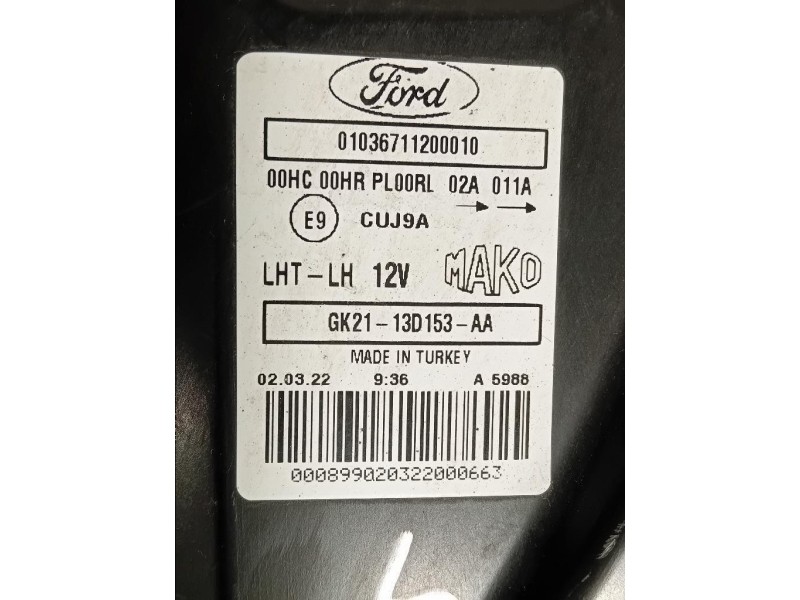 Ford
01036711200010
00HC 00HR PL00RL 02A 011A
E9 CUJ9A
LHT-LH 12V MAKO
GK21-13D153-AA
MADE IN TURKEY
02.03.22 9:36 A 5988
000899020322000663